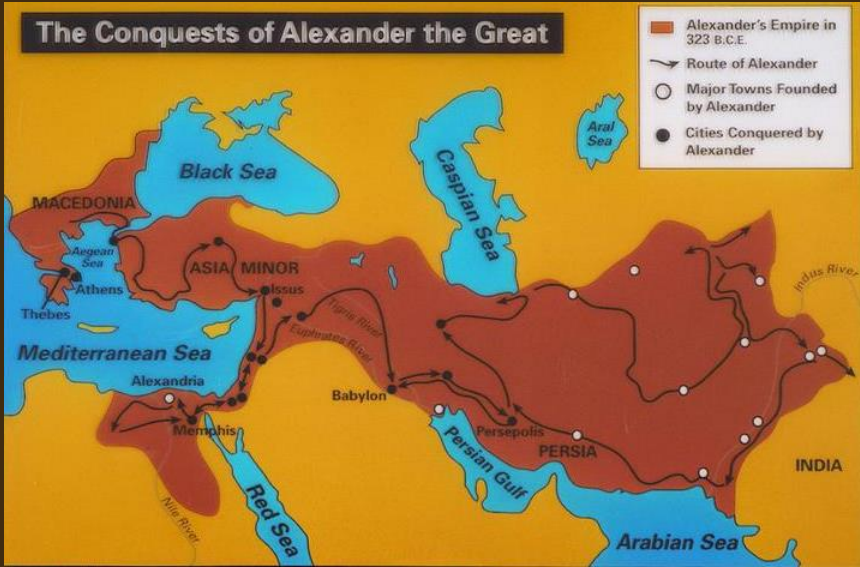 The Conquests of Alexander the Great
Alexander's Empire in
323 B.C.E.
Route of Alexander
Major Towns Founded
by Alexander
Cities Conquered by
Alexander
Aral
Sea
Black Sea
Caspian Sea
MACEDONIA
Aegean
Sea
ASIA MINOR
Issus
Athens
Thebes
Tigris River
Euphrates River
Indus River
Mediterranean Sea
Alexandria
Babylon
Memphis
Persepolis
PERSIA
Persian Gulf
INDIA
Nile River
Red Sea
Arabian Sea